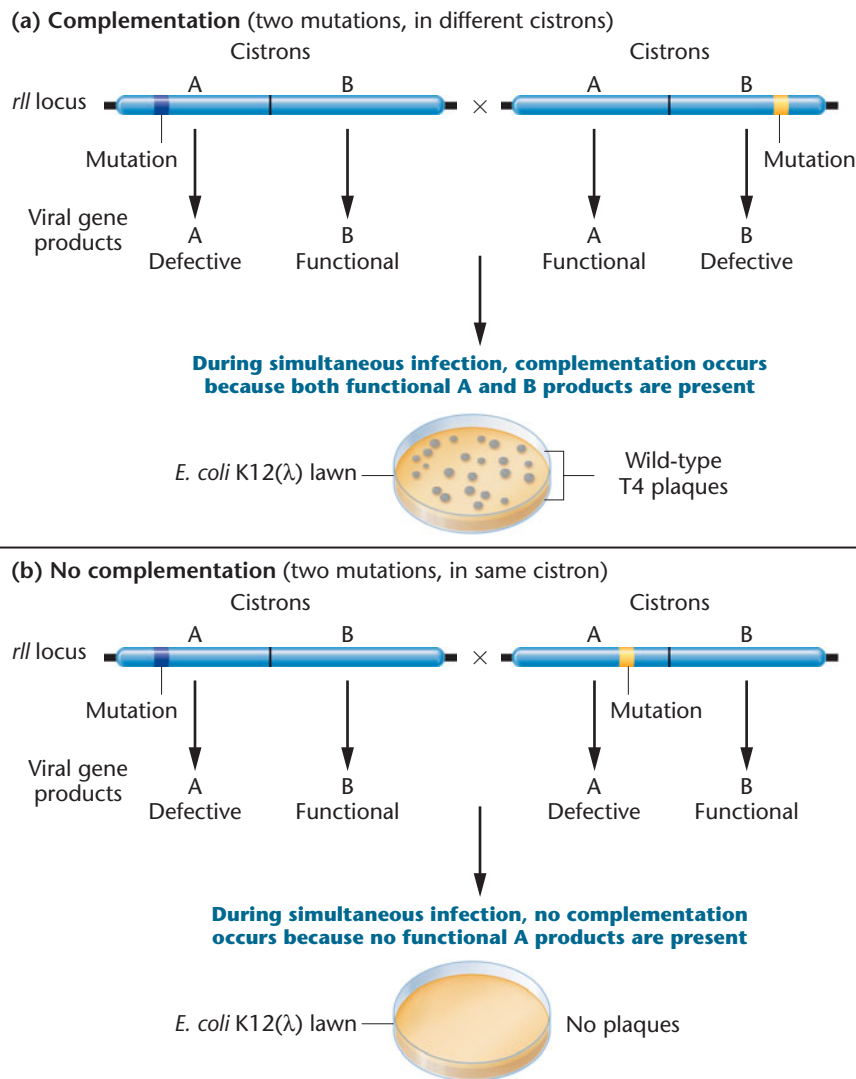 (a) Complementation (two mutations, in different cistrons)
Cistrons Cistrons
A B A B
rII locus ×
Mutation Mutation
Viral gene
products
A B A B
Defective Functional Functional Defective
During simultaneous infection, complementation occurs
because both functional A and B products are present
E. coli K12(λ) lawn
Wild-type
T4 plaques
(b) No complementation (two mutations, in same cistron)
Cistrons Cistrons
A B A B
rII locus ×
Mutation Mutation
Viral gene
products
A B A B
Defective Functional Defective Functional
During simultaneous infection, no complementation
occurs because no functional A products are present
E. coli K12(λ) lawn No plaques